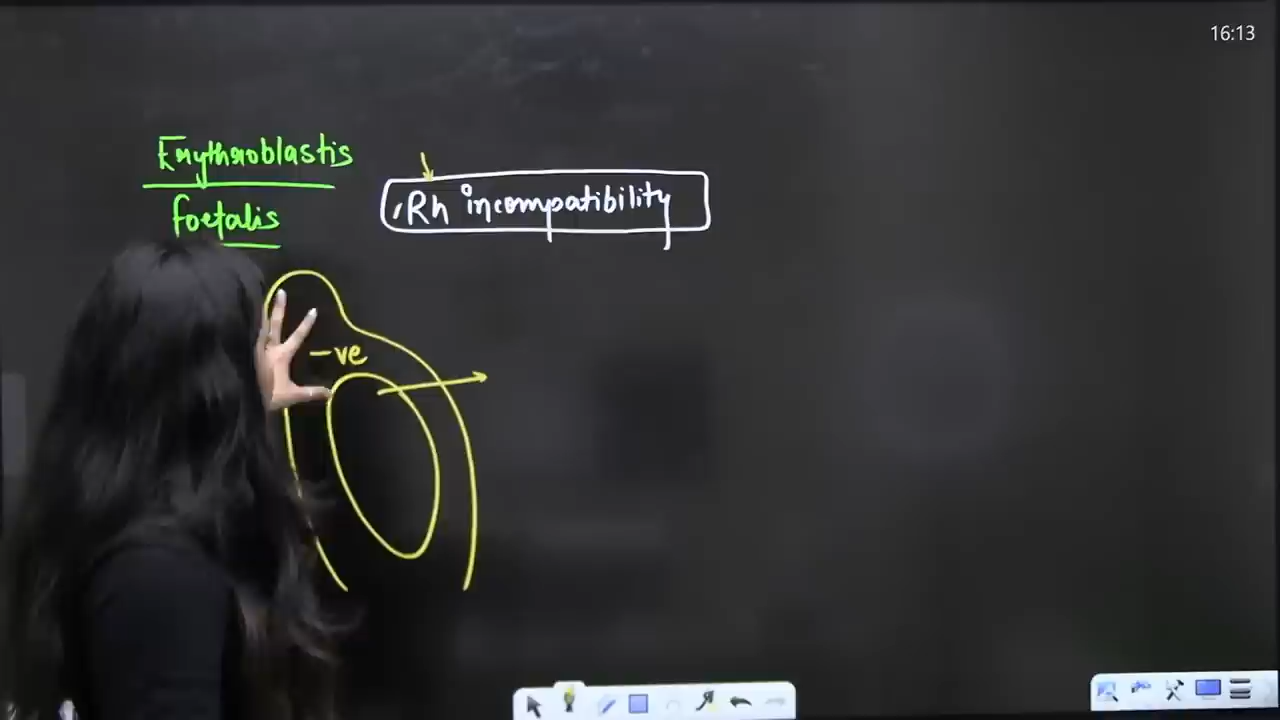 16:13
Erythroblastis
foetalis
Rh incompatibility
-ve